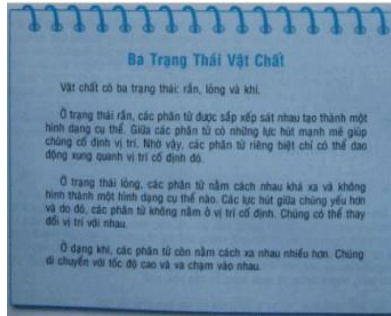 Ba Trạng Thái Vật Chất
Vật chất có ba trạng thái: rắn, lỏng và khí.
Ở trạng thái rắn, các phân tử được sắp xếp sát nhau tạo thành một
hình dạng cụ thể. Giữa các phân tử có những lực hút mạnh mẽ giúp
chúng cố định vị trí. Nhờ vậy, các phân tử riêng biệt chỉ có thể dao
động xung quanh vị trí cố định đó.
Ở trạng thái lỏng, các phân tử nằm cách nhau khá xa và không
hình thành một hình dạng cụ thể nào. Các lực hút giữa chúng yếu hơn
và do đó, các phân tử không nằm ở vị trí cố định. Chúng có thể thay
đổi vị trí với nhau.
Ở dạng khí, các phân tử còn nằm cách xa nhau nhiều hơn. Chúng
di chuyển với tốc độ cao và va chạm vào nhau.